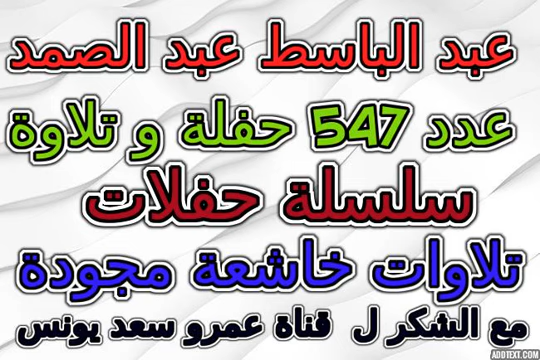 عبد الباسط عبد الصمد
عدد 547 حفلة و تلاوة
سلسلة حفلات
تلاوات خاشعة مجودة
مع الشكر ل قناة عمرو سعد يونس
ADDTEXT.COM